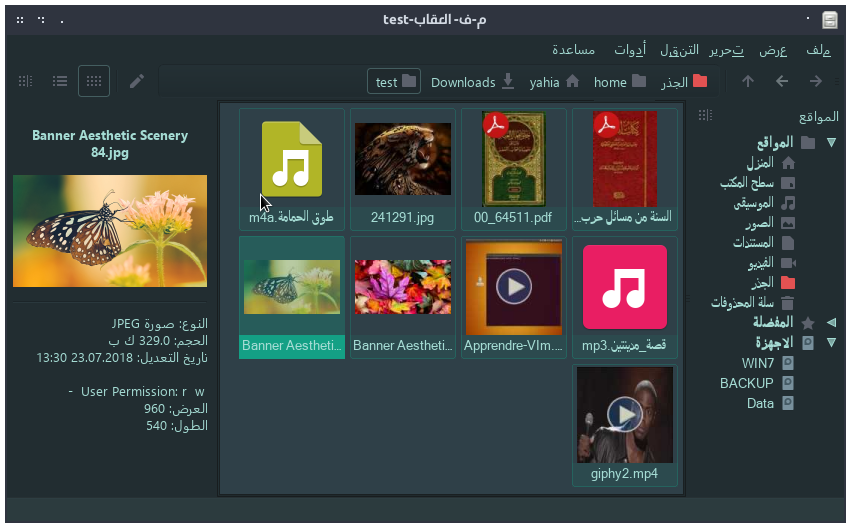 م-ف- العقاب-test
ملف عرض تحرير التنقل أدوات مساعدة
الجذر home yahia Downloads test
المواقع
المواقع
المنزل
سطح المكتب
الموسيقى
الصور
المستندات
الفيديو
الجذر
سلة المحذوفات
المفضلة
الاجهزة
WIN7
BACKUP
Data
السنة من مسائل حرب...
00_64511.pdf
241291.jpg
طوق الحمامة.m4a
قصة_مدينتين.mp3
Apprendre-VIm....
Banner Aestheti...
Banner Aestheti...
giphy2.mp4
Banner Aesthetic Scenery
84.jpg
النوع: صورة JPEG
الحجم: 329.0 ك ب
تاريخ التعديل: 23.07.2018 13:30
- User Permission: r w
العرض: 960
الطول: 540